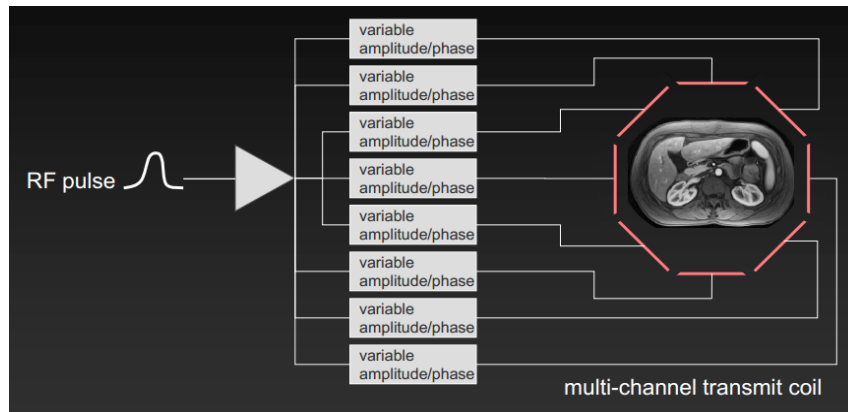 variable
amplitude/phase
variable
amplitude/phase
variable
amplitude/phase
RF pulse
variable
amplitude/phase
variable
amplitude/phase
variable
amplitude/phase
variable
amplitude/phase
variable
amplitude/phase
multi-channel transmit coil